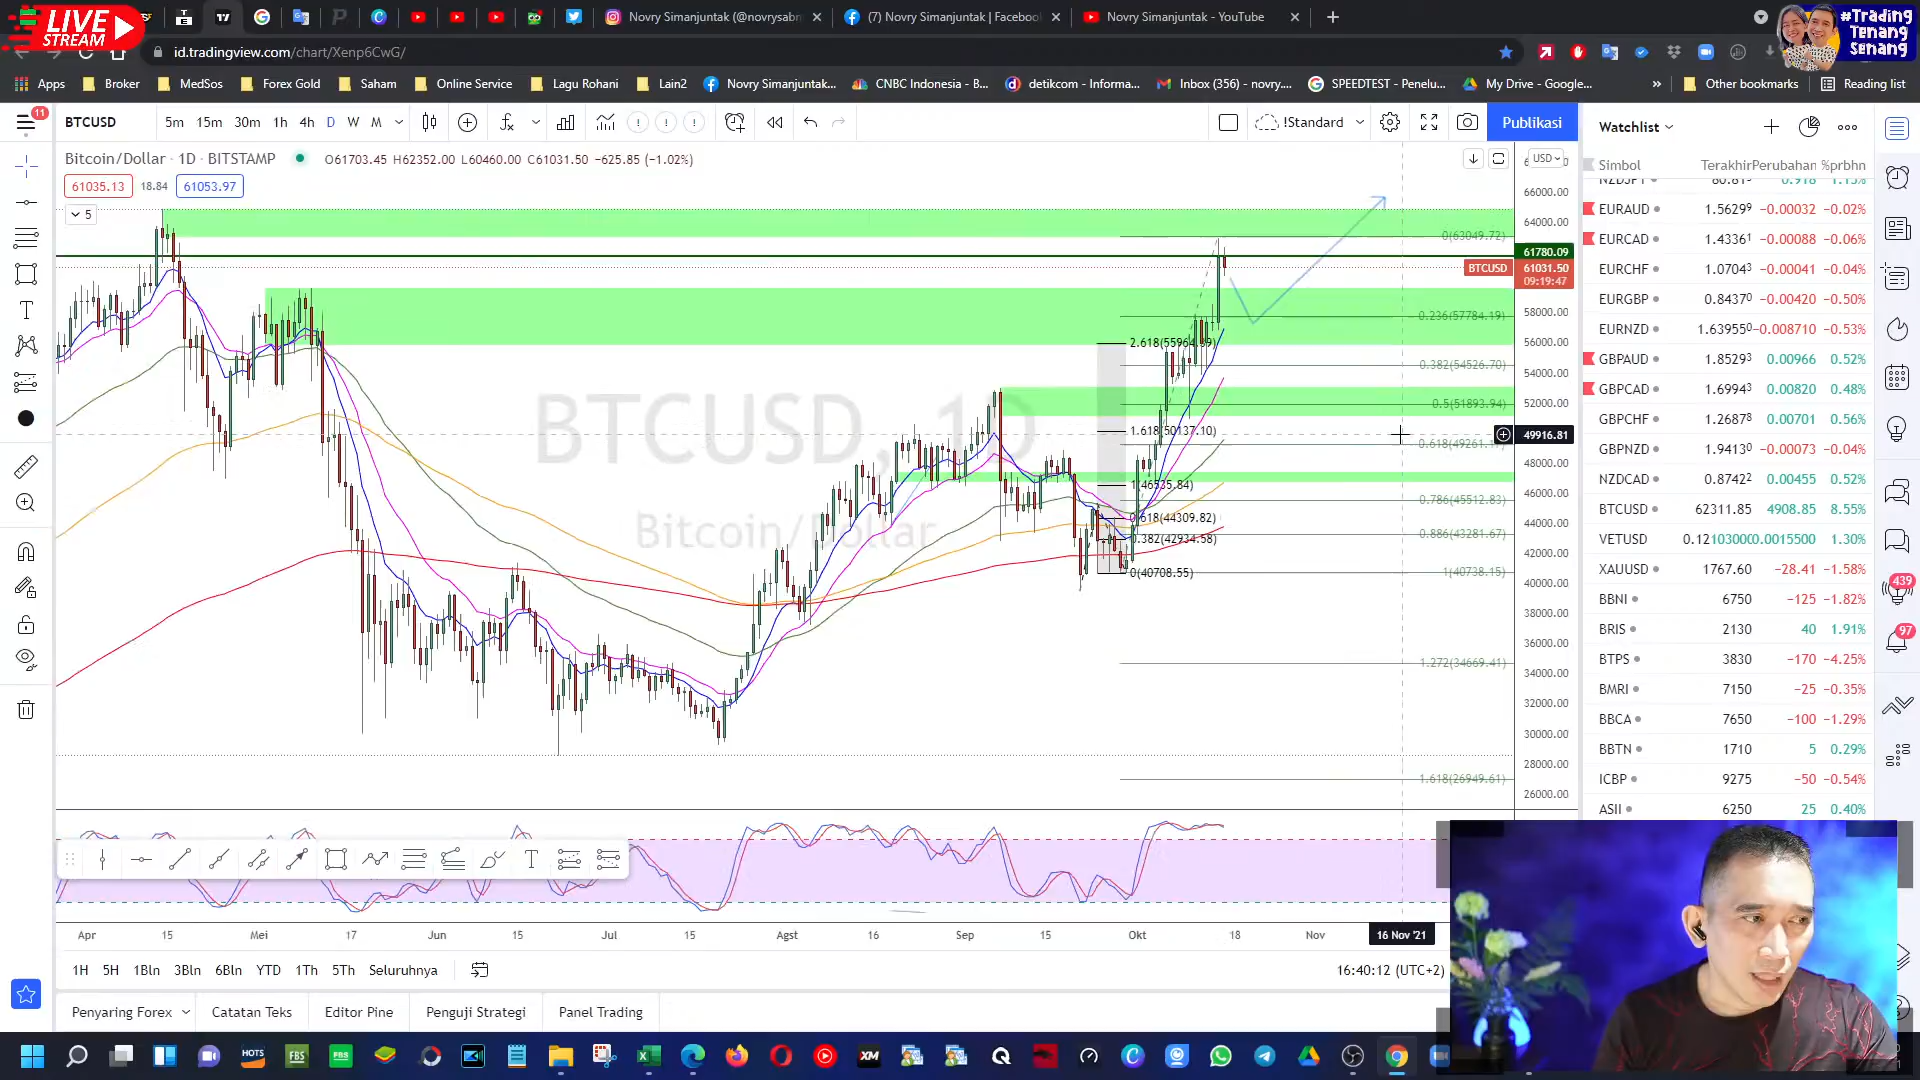 LIVE
STREAM
Novry Simanjuntak (@novrysab
(7) Novry Simanjuntak | Facebook
Novry Simanjuntak - YouTube
#Trading
Tenang
Senang
id.tradingview.com/chart/Xenp6CwG/
Apps
Broker
MedSos
Forex Gold
Saham
Online Service
Lagu Rohani
Lain2
Novry Simanjuntak...
CNBC Indonesia - B...
detikcom - Informa...
Inbox (356) - novry....
SPEEDTEST - Penelu...
My Drive - Google...
»
Other bookmarks
Reading list
11
BTCUSD
5m 15m 30m 1h 4h D W M
!Standard
Publikasi
Watchlist
Bitcoin/Dollar · 1D · BITSTAMP
O61703.45 H62352.00 L60460.00 C61031.50 −625.85 (−1.02%)
61035.13 18.84 61053.97
5
USD
BTCUSD, 1D
Bitcoin/Dollar
66000.00
64000.00
61780.09
BTCUSD 61031.50
09:19:47
58000.00
56000.00
54000.00
52000.00
49916.81
48000.00
46000.00
44000.00
42000.00
40000.00
38000.00
36000.00
34000.00
32000.00
30000.00
28000.00
26000.00
0(63049.72)
0.236(57784.19)
0.382(54526.70)
0.5(51893.94)
0.786(45512.83)
0.886(43281.67)
1(40738.15)
1.272(34669.41)
1.618(26949.61)
1.618(50137.10)
1(46535.84)
0.618(44309.82)
0.382(42934.58)
0(40708.55)
Simbol Terakhir Perubahan %prbhn
EURAUD 1.56299 −0.00032 −0.02%
EURCAD 1.43361 −0.00088 −0.06%
EURCHF 1.07043 −0.00041 −0.04%
EURGBP 0.84370 −0.00420 −0.50%
EURNZD 1.639550 −0.008710 −0.53%
GBPAUD 1.85293 0.00966 0.52%
GBPCAD 1.69943 0.00820 0.48%
GBPCHF 1.26878 0.00701 0.56%
GBPNZD 1.94130 −0.00073 −0.04%
NZDCAD 0.87422 0.00455 0.52%
BTCUSD 62311.85 4908.85 8.55%
VETUSD 1.30%
XAUUSD 1767.60 −28.41 −1.58%
BBNI 6750 −125 −1.82%
BRIS 2130 40 1.91%
BTPS 3830 −170 −4.25%
BMRI 7150 −25 −0.35%
BBCA 7650 −100 −1.29%
BBTN 1710 5 0.29%
ICBP 9275 −50 −0.54%
ASII 6250 25 0.40%
439
97
Apr 15 Mei 17 Jun 15 Jul 15 Agst 16 Sep 15 Okt 18 Nov 16 Nov '21
1H 5H 1Bln 3Bln 6Bln YTD 1Th 5Th Seluruhnya
16:40:12 (UTC+2)
Penyaring Forex
Catatan Teks
Editor Pine
Penguji Strategi
Panel Trading
HOTS
FBS
FBS
XM